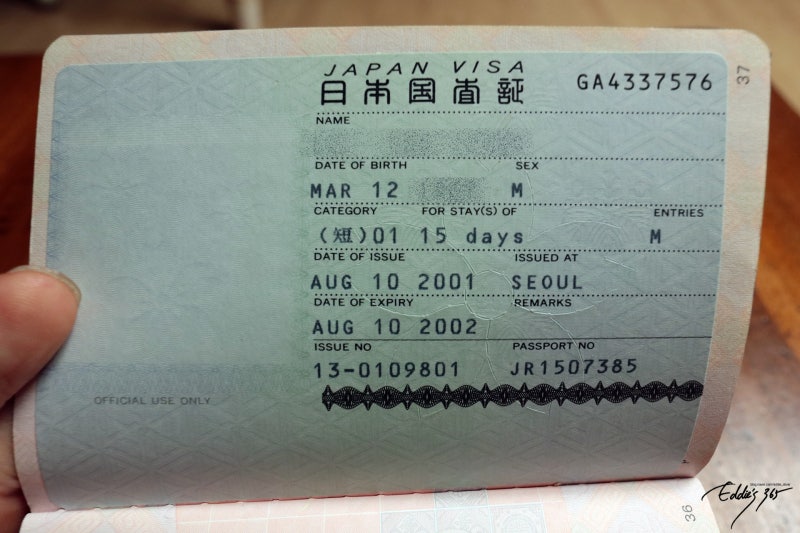 JAPAN VISA
日本国査証 GA4337576 37
NAME
DATE OF BIRTH SEX
MAR 12 M
CATEGORY FOR STAY(S) OF ENTRIES
(短)01 15 days M
DATE OF ISSUE ISSUED AT
AUG 10 2001 SEOUL
DATE OF EXPIRY REMARKS
AUG 10 2002
ISSUE NO PASSPORT NO
13-0109801 JR1507385
OFFICIAL USE ONLY
Eddie's 365
36